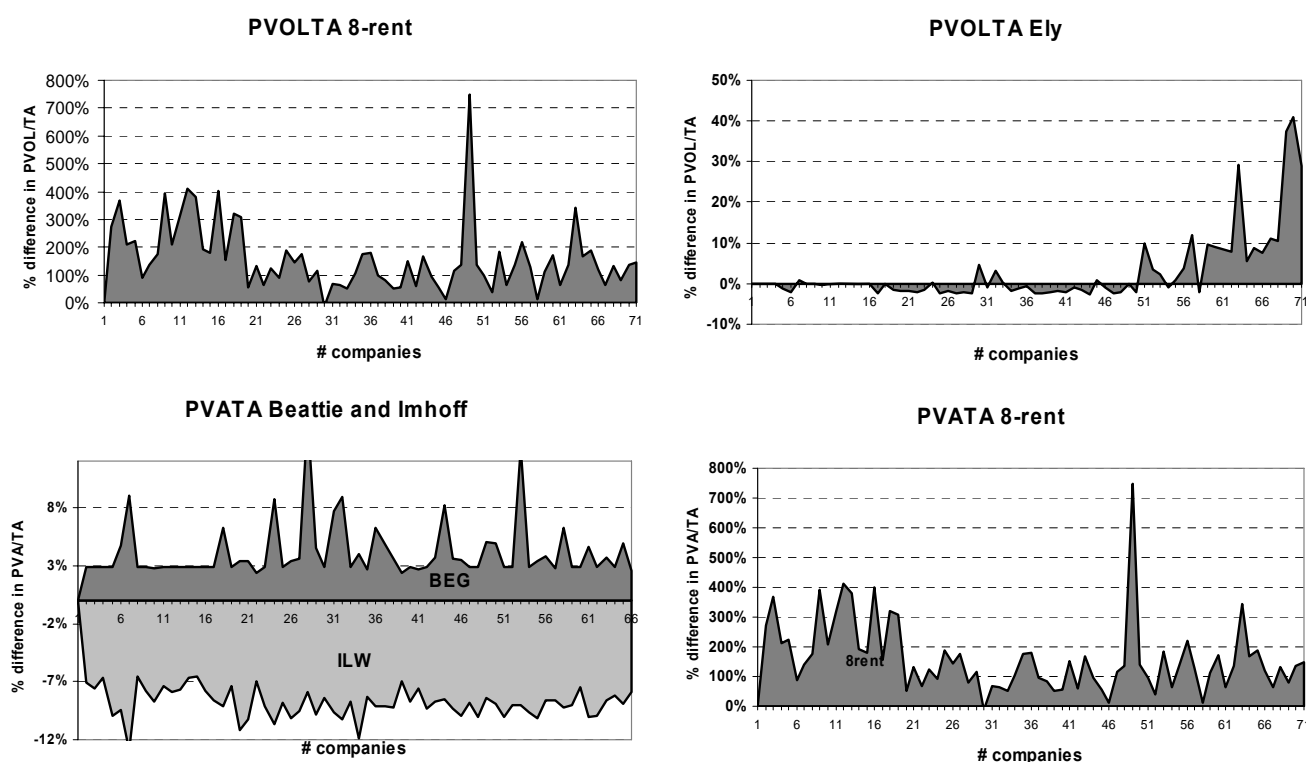 PVOLTA 8-rent
% difference in PVOL/TA
800%
700%
600%
500%
400%
300%
200%
100%
0%
1 6 11 16 21 26 31 36 41 46 51 56 61 66 71
# companies
PVOLTA Ely
% difference in PVOL/TA
50%
40%
30%
20%
10%
0%
-10%
1 6 11 16 21 26 31 36 41 46 51 56 61 66 71
# companies
PVATA Beattie and Imhoff
% difference in PVA/TA
8%
3%
-2%
-7%
-12%
BEG
1 6 11 16 21 26 31 36 41 46 51 56 61 66
ILW
# companies
PVATA 8-rent
% difference in PVA/TA
800%
700%
600%
500%
400%
300%
200%
100%
0%
8rent
1 6 11 16 21 26 31 36 41 46 51 56 61 66 71
# companies